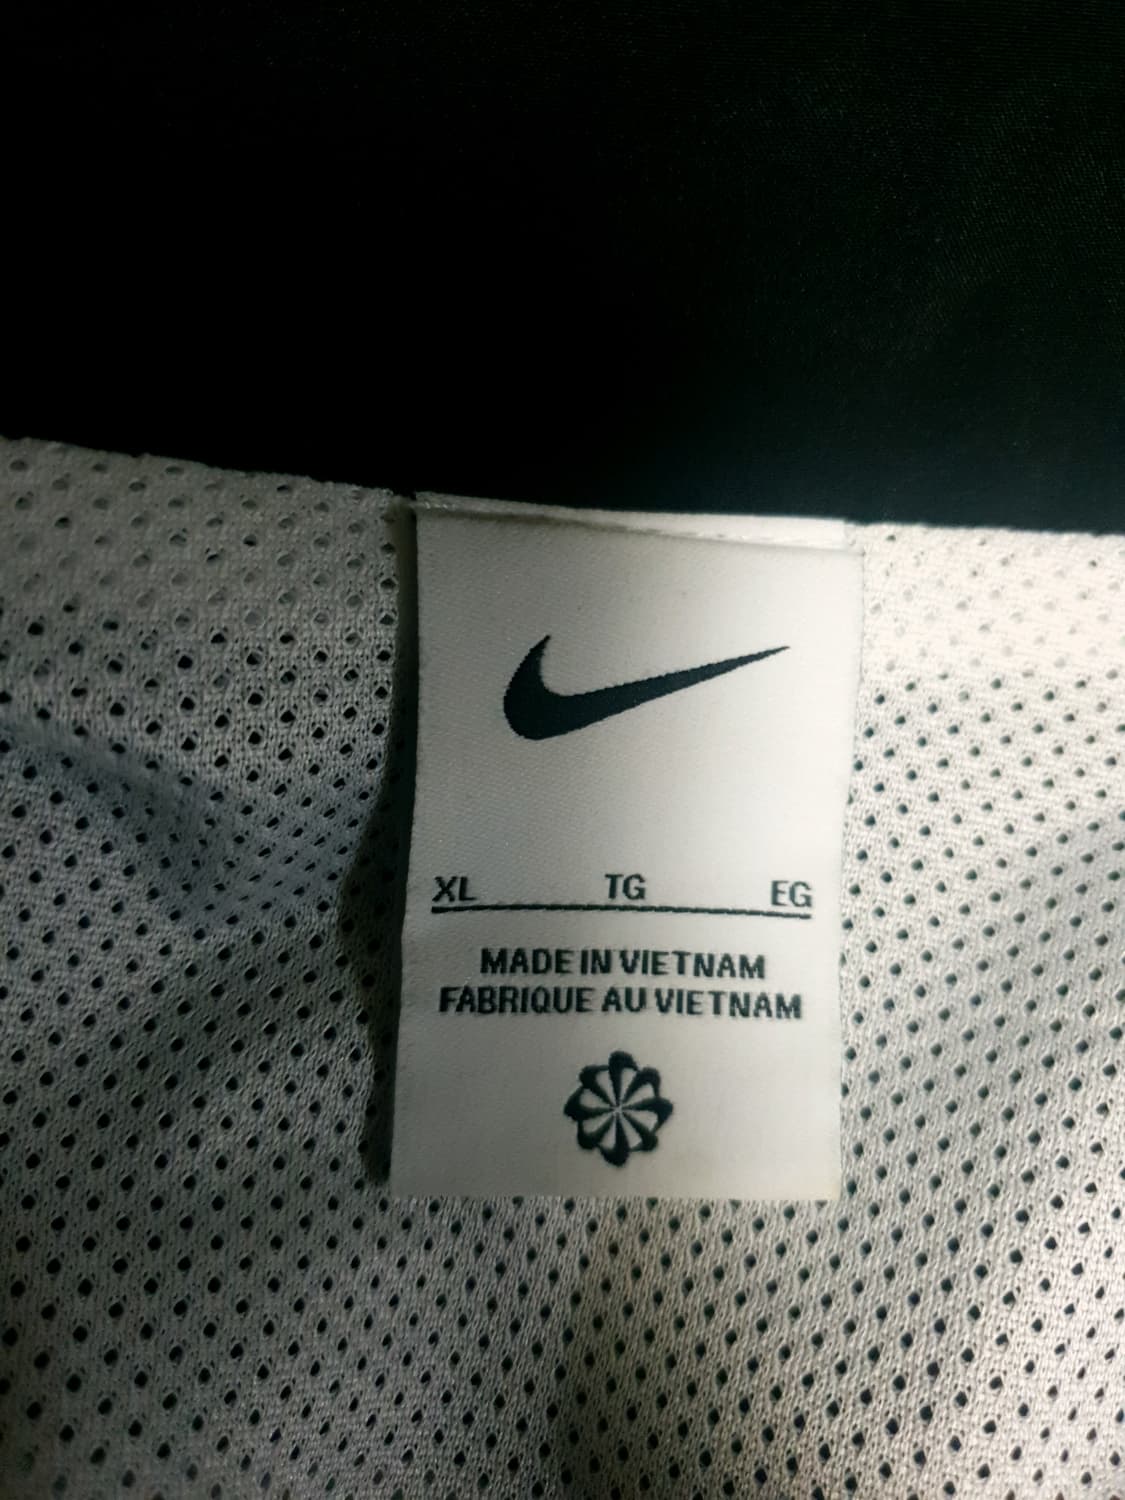 XL TG EG
MADE IN VIETNAM
FABRIQUE AU VIETNAM